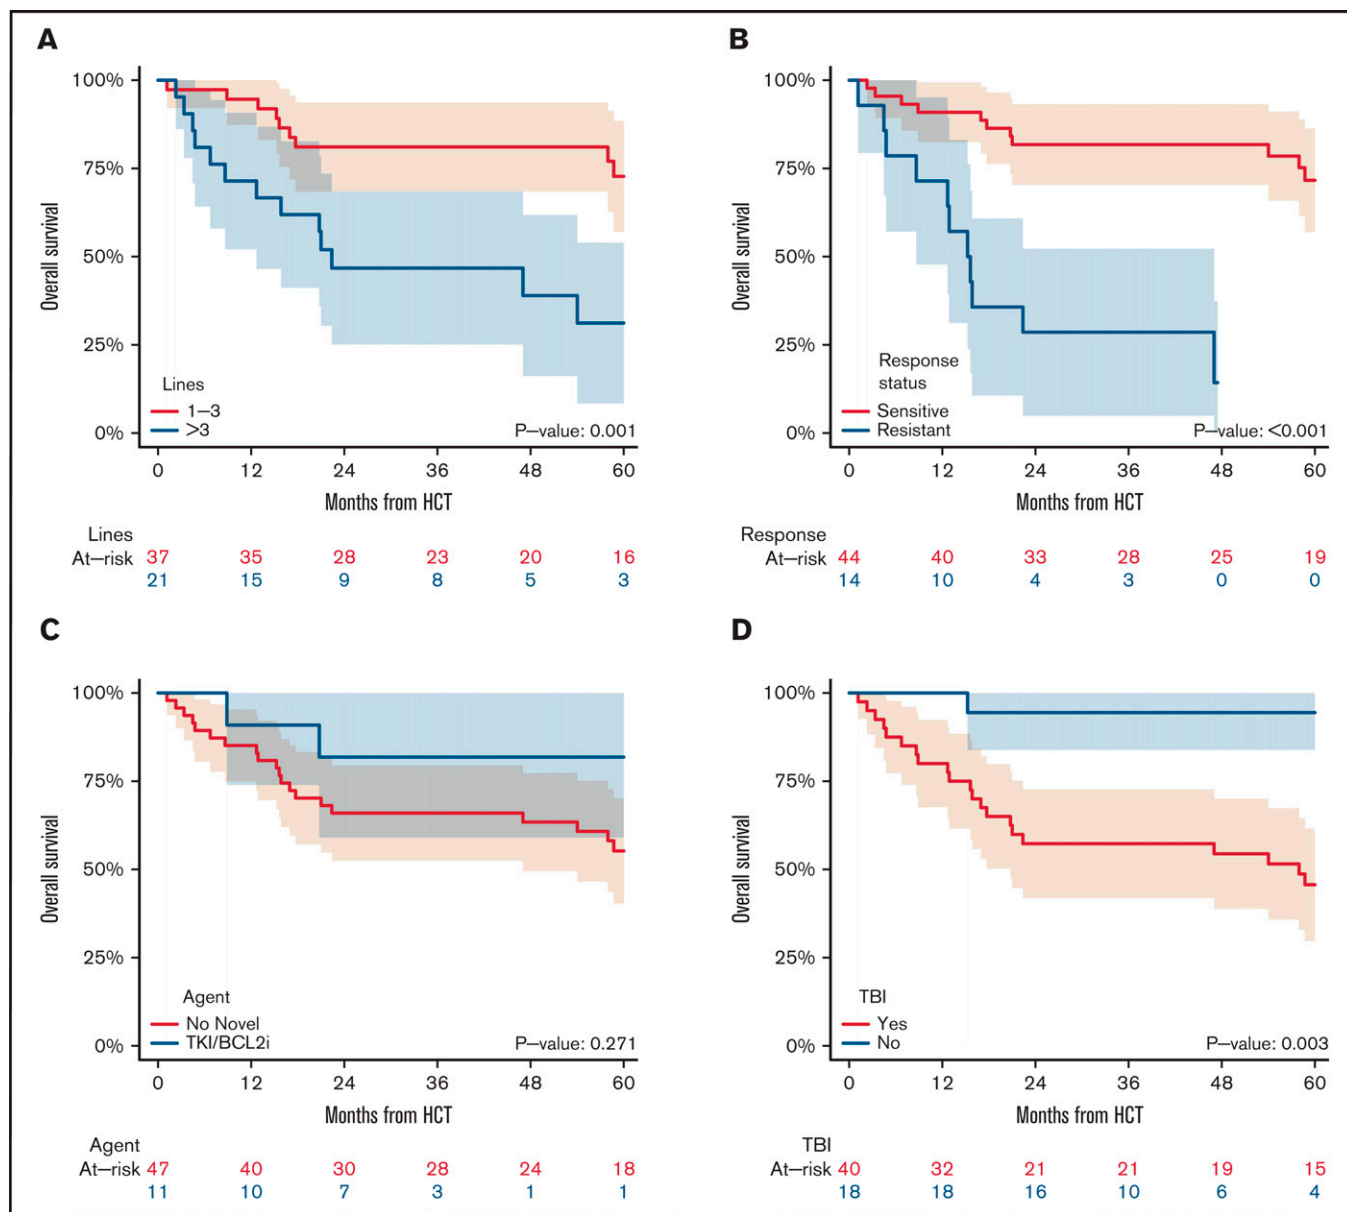 A
100%
75%
50%
25%
0%
Overall survival
Lines
1–3
>3
P–value: 0.001
0 12 24 36 48 60
Months from HCT
Lines
At–risk 37 35 28 23 20 16
21 15 9 8 5 3
B
100%
75%
50%
25%
0%
Overall survival
Response
status
Sensitive
Resistant
P–value: <0.001
0 12 24 36 48 60
Months from HCT
Response
At–risk 44 40 33 28 25 19
14 10 4 3 0 0
C
100%
75%
50%
25%
0%
Overall survival
Agent
No Novel
TKI/BCL2i
P–value: 0.271
0 12 24 36 48 60
Months from HCT
Agent
At–risk 47 40 30 28 24 18
11 10 7 3 1 1
D
100%
75%
50%
25%
0%
Overall survival
TBI
Yes
No
P–value: 0.003
0 12 24 36 48 60
Months from HCT
TBI
At–risk 40 32 21 21 19 15
18 18 16 10 6 4